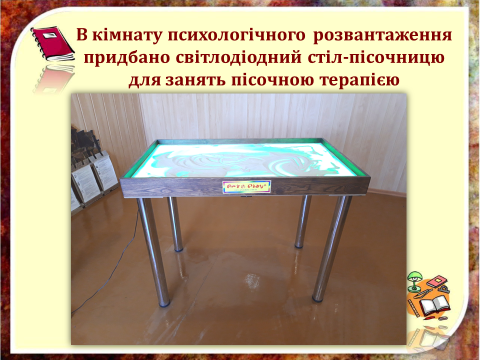 В кімнату психологічного розвантаження
придбано світлодіодний стіл-пісочницю
для занять пісочною терапією